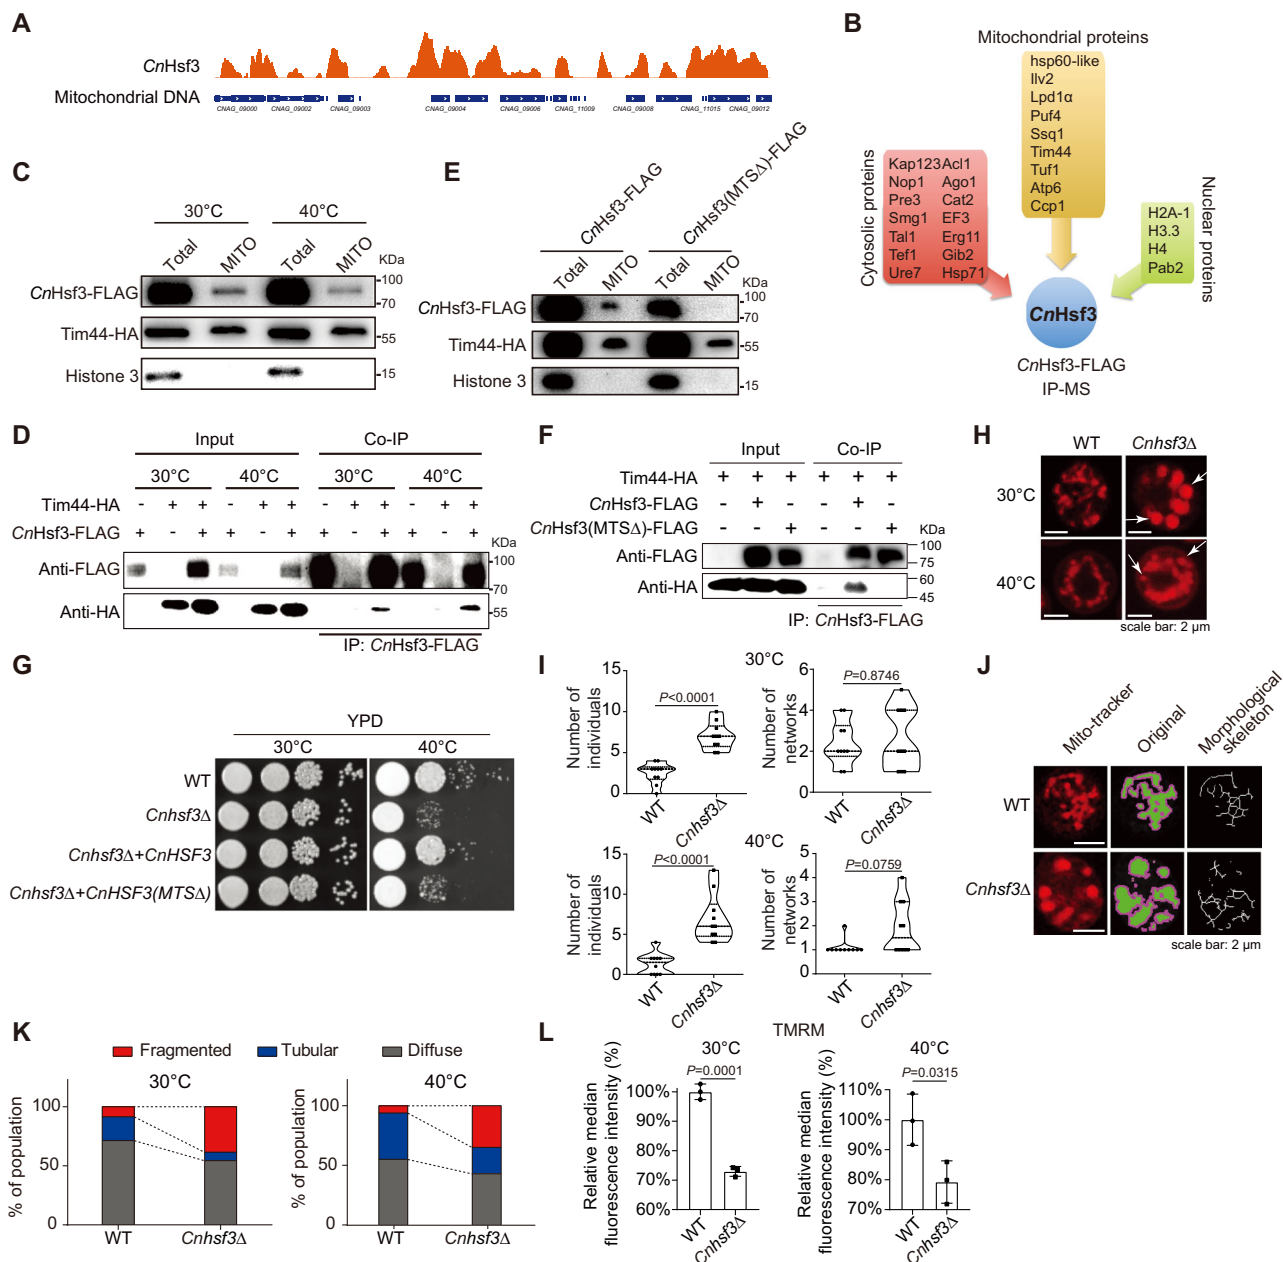 A
CnHsf3
Mitochondrial DNA
CNAG_09000 CNAG_09002 CNAG_09003 CNAG_09004 CNAG_09006 CNAG_11009 CNAG_09008 CNAG_11015 CNAG_09012
B
Mitochondrial proteins
hsp60-like
Ilv2
Lpd1α
Puf4
Ssq1
Tim44
Tuf1
Atp6
Ccp1
Cytosolic proteins
Kap123 Acl1
Nop1 Ago1
Pre3 Cat2
Smg1 EF3
Tal1 Erg11
Tef1 Gib2
Ure7 Hsp71
Nuclear proteins
H2A-1
H3.3
H4
Pab2
CnHsf3
CnHsf3-FLAG
IP-MS
C
30°C 40°C
Total MITO Total MITO
KDa
CnHsf3-FLAG
-100
-70
Tim44-HA
-55
Histone 3
-15
E
CnHsf3-FLAG CnHsf3(MTSΔ)-FLAG
Total MITO Total MITO
KDa
CnHsf3-FLAG
-100
-70
Tim44-HA
-55
Histone 3
-15
D
Input Co-IP
30°C 40°C 30°C 40°C
Tim44-HA - + + - + + - + + - + +
CnHsf3-FLAG + - + + - + + - + + - +
KDa
Anti-FLAG
100
70
Anti-HA
55
IP: CnHsf3-FLAG
F
Input Co-IP
Tim44-HA + + + + + +
CnHsf3-FLAG - + - - + -
CnHsf3(MTSΔ)-FLAG - - + - - +
KDa
Anti-FLAG
100
75
Anti-HA
60
45
IP: CnHsf3-FLAG
H
WT Cnhsf3Δ
30°C
40°C
scale bar: 2 μm
G
YPD
30°C 40°C
WT
Cnhsf3Δ
Cnhsf3Δ+CnHSF3
Cnhsf3Δ+CnHSF3(MTSΔ)
I
30°C
Number of individuals
15
10
5
0
P<0.0001
WT Cnhsf3Δ
Number of networks
6
4
2
0
P=0.8746
WT Cnhsf3Δ
40°C
Number of individuals
15
10
5
0
P<0.0001
WT Cnhsf3Δ
Number of networks
5
4
3
2
1
0
P=0.0759
WT Cnhsf3Δ
J
Mito-tracker Original Morphological skeleton
WT
Cnhsf3Δ
scale bar: 2 μm
K
Fragmented Tubular Diffuse
30°C
% of population
100
50
0
WT Cnhsf3Δ
40°C
% of population
100
50
0
WT Cnhsf3Δ
L
TMRM
30°C
Relative median fluorescence intensity (%)
P=0.0001
100%
90%
80%
70%
60%
WT Cnhsf3Δ
40°C
Relative median fluorescence intensity (%)
P=0.0315
110%
100%
90%
80%
70%
WT Cnhsf3Δ